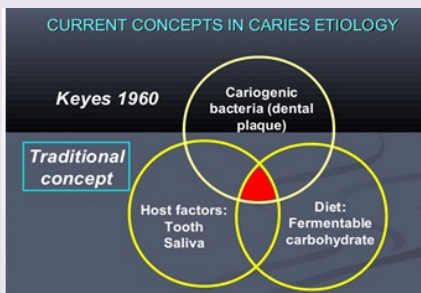 CURRENT CONCEPTS IN CARIES ETIOLOGY
Keyes 1960
Cariogenic
bacteria (dental
plaque)
Traditional
concept
Host factors:
Tooth
Saliva
Diet:
Fermentable
carbohydrate